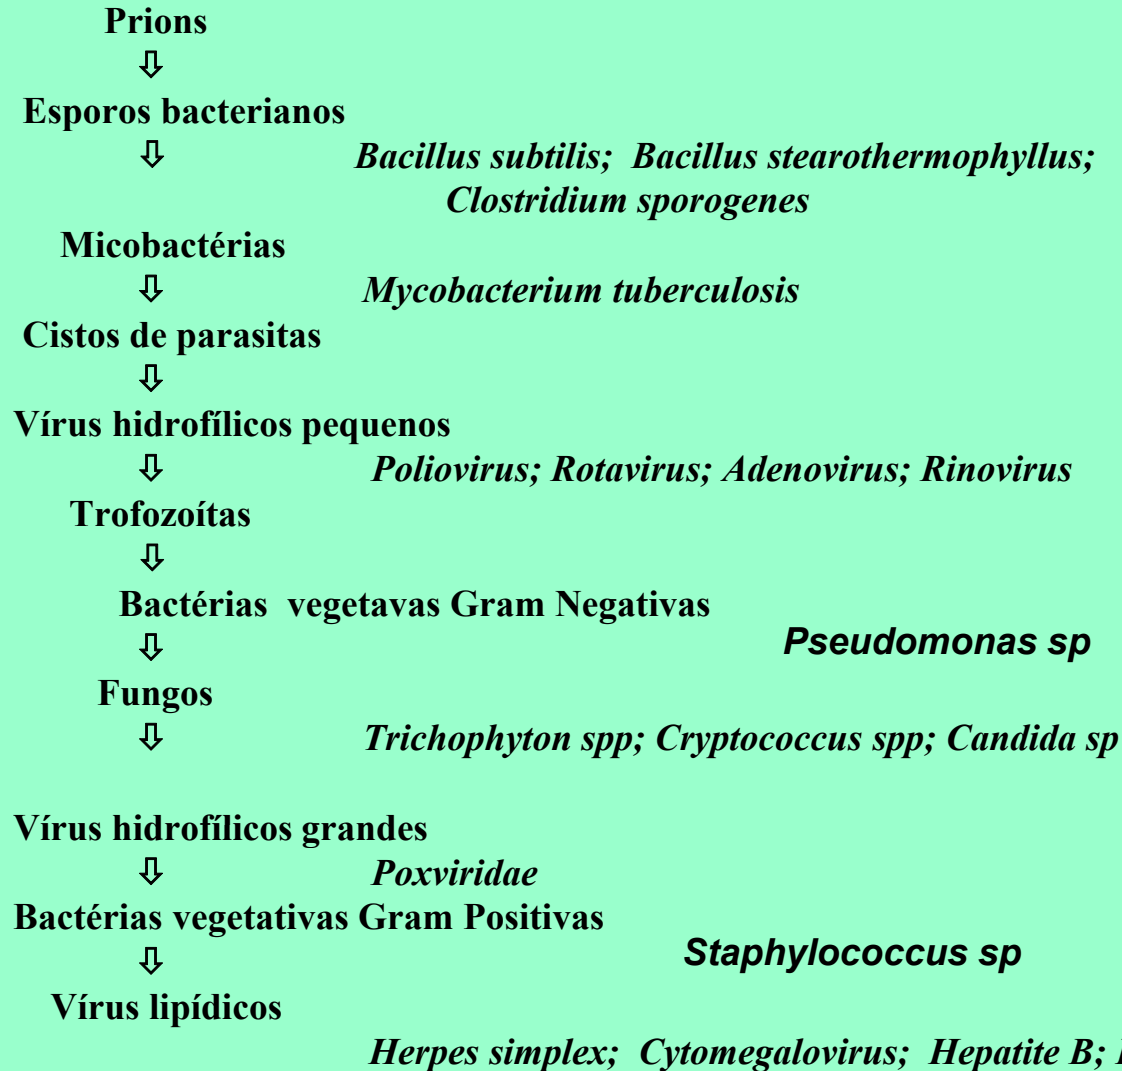 Prions
⇩
Esporos bacterianos
⇩ Bacillus subtilis; Bacillus stearothermophyllus;
Clostridium sporogenes
Micobactérias
⇩ Mycobacterium tuberculosis
Cistos de parasitas
⇩
Vírus hidrofílicos pequenos
⇩ Poliovirus; Rotavirus; Adenovirus; Rinovirus
Trofozoítas
⇩
Bactérias vegetavas Gram Negativas
⇩ Pseudomonas sp
Fungos
⇩ Trichophyton spp; Cryptococcus spp; Candida sp
Vírus hidrofílicos grandes
⇩ Poxviridae
Bactérias vegetativas Gram Positivas
⇩ Staphylococcus sp
Vírus lipídicos
Herpes simplex; Cytomegalovirus; Hepatite B;